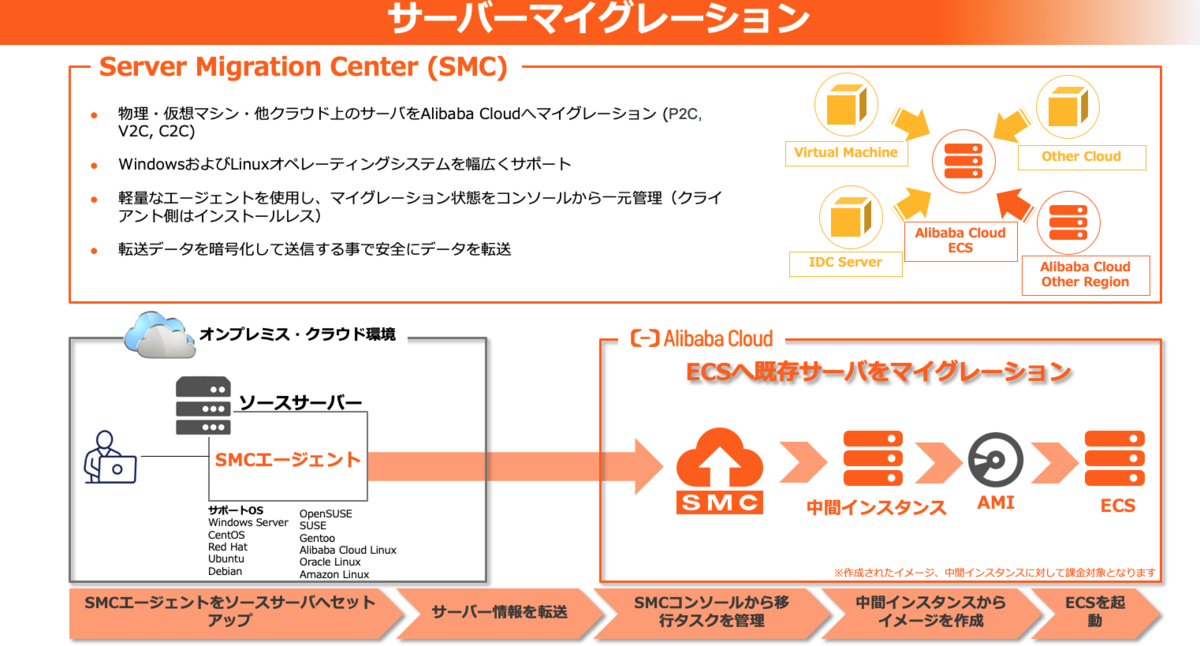 サーバーマイグレーション
Server Migration Center (SMC)
• 物理・仮想マシン・他クラウド上のサーバをAlibaba Cloudへマイグレーション (P2C,
V2C, C2C)
• WindowsおよびLinuxオペレーティングシステムを幅広くサポート
• 軽量なエージェントを使用し、マイグレーション状態をコンソールから一元管理（クライ
アント側はインストールレス）
• 転送データを暗号化して送信する事で安全にデータを転送
Virtual Machine
Other Cloud
IDC Server
Alibaba Cloud
ECS
Alibaba Cloud
Other Region
オンプレミス・クラウド環境
ソースサーバー
SMCエージェント
サポートOS
Windows Server
CentOS
Red Hat
Ubuntu
Debian
OpenSUSE
SUSE
Gentoo
Alibaba Cloud Linux
Oracle Linux
Amazon Linux
Alibaba Cloud
ECSへ既存サーバをマイグレーション
SMC
中間インスタンス
AMI
ECS
※作成されたイメージ、中間インスタンスに対して課金対象となります
SMCエージェントをソースサーバへセット
アップ
サーバー情報を転送
SMCコンソールから移
行タスクを管理
中間インスタンスから
イメージを作成
ECSを起
動